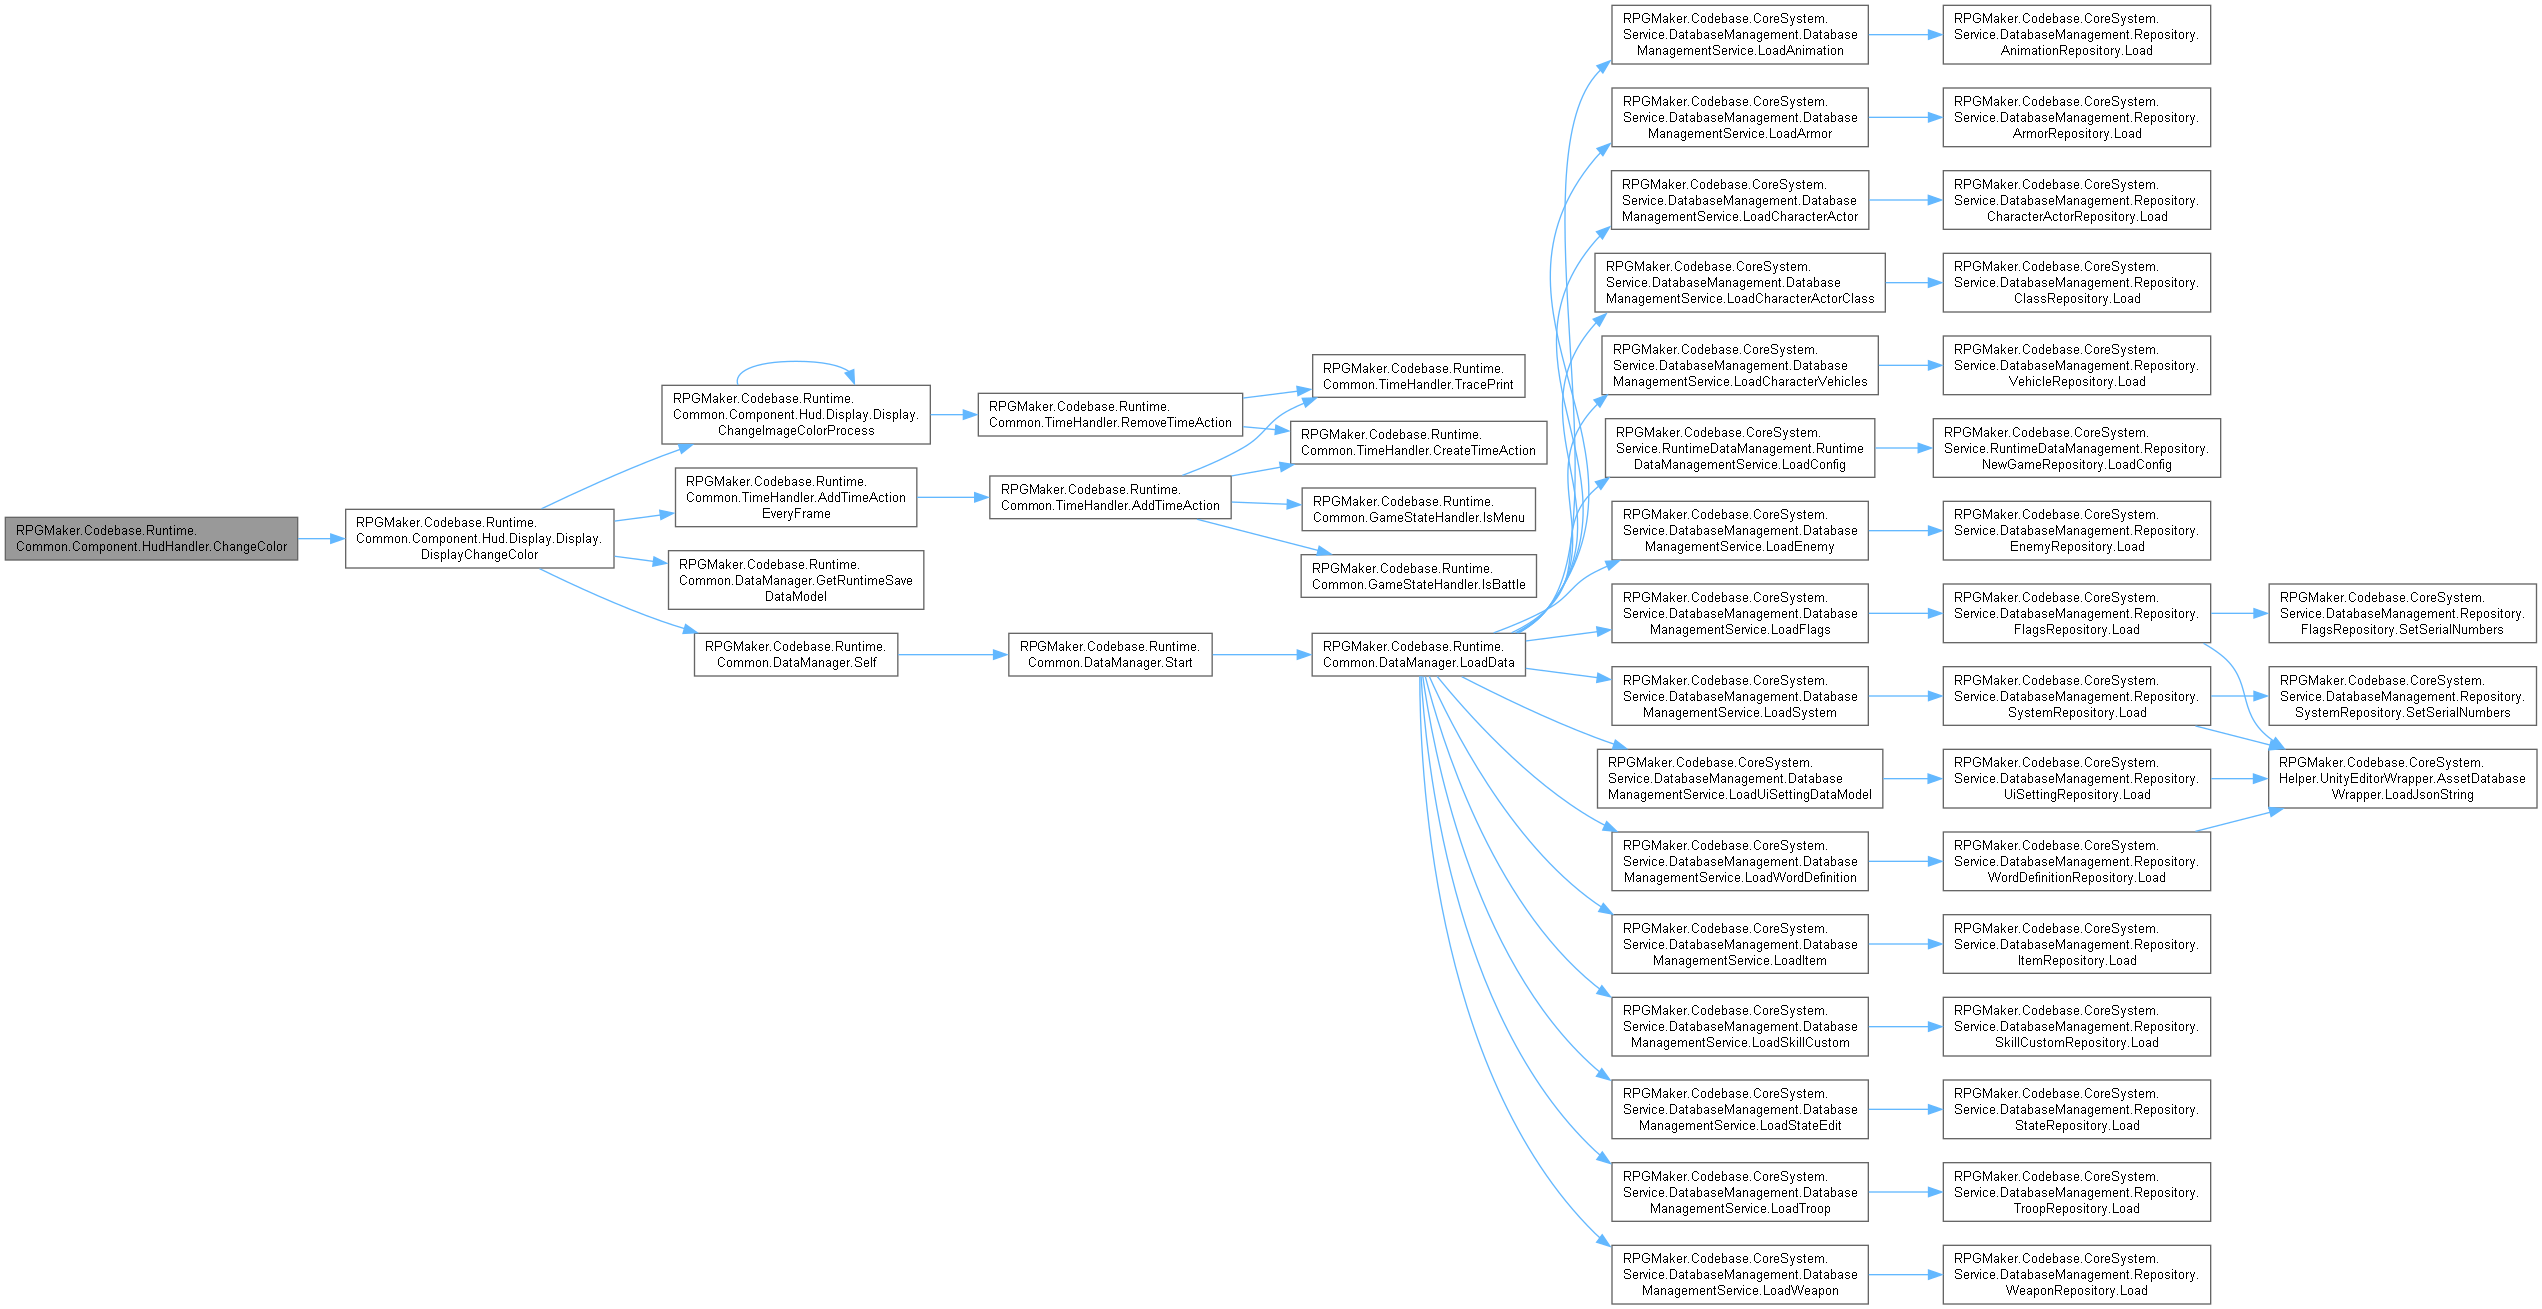 RPGMaker.Codebase.Runtime.
Common.Component.HudHandler.ChangeColor
RPGMaker.Codebase.Runtime.
Common.Component.Hud.Display.Display.
DisplayChangeColor
RPGMaker.Codebase.Runtime.
Common.Component.Hud.Display.Display.
ChangeImageColorProcess
RPGMaker.Codebase.Runtime.
Common.TimeHandler.AddTimeAction
EveryFrame
RPGMaker.Codebase.Runtime.
Common.DataManager.GetRuntimeSave
DataModel
RPGMaker.Codebase.Runtime.
Common.DataManager.Self
RPGMaker.Codebase.Runtime.
Common.TimeHandler.RemoveTimeAction
RPGMaker.Codebase.Runtime.
Common.TimeHandler.AddTimeAction
RPGMaker.Codebase.Runtime.
Common.DataManager.Start
RPGMaker.Codebase.Runtime.
Common.TimeHandler.TracePrint
RPGMaker.Codebase.Runtime.
Common.TimeHandler.CreateTimeAction
RPGMaker.Codebase.Runtime.
Common.GameStateHandler.IsMenu
RPGMaker.Codebase.Runtime.
Common.GameStateHandler.IsBattle
RPGMaker.Codebase.Runtime.
Common.DataManager.LoadData
RPGMaker.Codebase.CoreSystem.
Service.DatabaseManagement.Database
ManagementService.LoadAnimation
RPGMaker.Codebase.CoreSystem.
Service.DatabaseManagement.Database
ManagementService.LoadArmor
RPGMaker.Codebase.CoreSystem.
Service.DatabaseManagement.Database
ManagementService.LoadCharacterActor
RPGMaker.Codebase.CoreSystem.
Service.DatabaseManagement.Database
ManagementService.LoadCharacterActorClass
RPGMaker.Codebase.CoreSystem.
Service.DatabaseManagement.Database
ManagementService.LoadCharacterVehicles
RPGMaker.Codebase.CoreSystem.
Service.RuntimeDataManagement.Runtime
DataManagementService.LoadConfig
RPGMaker.Codebase.CoreSystem.
Service.DatabaseManagement.Database
ManagementService.LoadEnemy
RPGMaker.Codebase.CoreSystem.
Service.DatabaseManagement.Database
ManagementService.LoadFlags
RPGMaker.Codebase.CoreSystem.
Service.DatabaseManagement.Database
ManagementService.LoadSystem
RPGMaker.Codebase.CoreSystem.
Service.DatabaseManagement.Database
ManagementService.LoadUiSettingDataModel
RPGMaker.Codebase.CoreSystem.
Service.DatabaseManagement.Database
ManagementService.LoadWordDefinition
RPGMaker.Codebase.CoreSystem.
Service.DatabaseManagement.Database
ManagementService.LoadItem
RPGMaker.Codebase.CoreSystem.
Service.DatabaseManagement.Database
ManagementService.LoadSkillCustom
RPGMaker.Codebase.CoreSystem.
Service.DatabaseManagement.Database
ManagementService.LoadStateEdit
RPGMaker.Codebase.CoreSystem.
Service.DatabaseManagement.Database
ManagementService.LoadTroop
RPGMaker.Codebase.CoreSystem.
Service.DatabaseManagement.Database
ManagementService.LoadWeapon
RPGMaker.Codebase.CoreSystem.
Service.DatabaseManagement.Repository.
AnimationRepository.Load
RPGMaker.Codebase.CoreSystem.
Service.DatabaseManagement.Repository.
ArmorRepository.Load
RPGMaker.Codebase.CoreSystem.
Service.DatabaseManagement.Repository.
CharacterActorRepository.Load
RPGMaker.Codebase.CoreSystem.
Service.DatabaseManagement.Repository.
ClassRepository.Load
RPGMaker.Codebase.CoreSystem.
Service.DatabaseManagement.Repository.
VehicleRepository.Load
RPGMaker.Codebase.CoreSystem.
Service.RuntimeDataManagement.Repository.
NewGameRepository.LoadConfig
RPGMaker.Codebase.CoreSystem.
Service.DatabaseManagement.Repository.
EnemyRepository.Load
RPGMaker.Codebase.CoreSystem.
Service.DatabaseManagement.Repository.
FlagsRepository.Load
RPGMaker.Codebase.CoreSystem.
Service.DatabaseManagement.Repository.
SystemRepository.Load
RPGMaker.Codebase.CoreSystem.
Service.DatabaseManagement.Repository.
UiSettingRepository.Load
RPGMaker.Codebase.CoreSystem.
Service.DatabaseManagement.Repository.
WordDefinitionRepository.Load
RPGMaker.Codebase.CoreSystem.
Service.DatabaseManagement.Repository.
ItemRepository.Load
RPGMaker.Codebase.CoreSystem.
Service.DatabaseManagement.Repository.
SkillCustomRepository.Load
RPGMaker.Codebase.CoreSystem.
Service.DatabaseManagement.Repository.
StateRepository.Load
RPGMaker.Codebase.CoreSystem.
Service.DatabaseManagement.Repository.
TroopRepository.Load
RPGMaker.Codebase.CoreSystem.
Service.DatabaseManagement.Repository.
WeaponRepository.Load
RPGMaker.Codebase.CoreSystem.
Service.DatabaseManagement.Repository.
FlagsRepository.SetSerialNumbers
RPGMaker.Codebase.CoreSystem.
Service.DatabaseManagement.Repository.
SystemRepository.SetSerialNumbers
RPGMaker.Codebase.CoreSystem.
Helper.UnityEditorWrapper.AssetDatabase
Wrapper.LoadJsonString